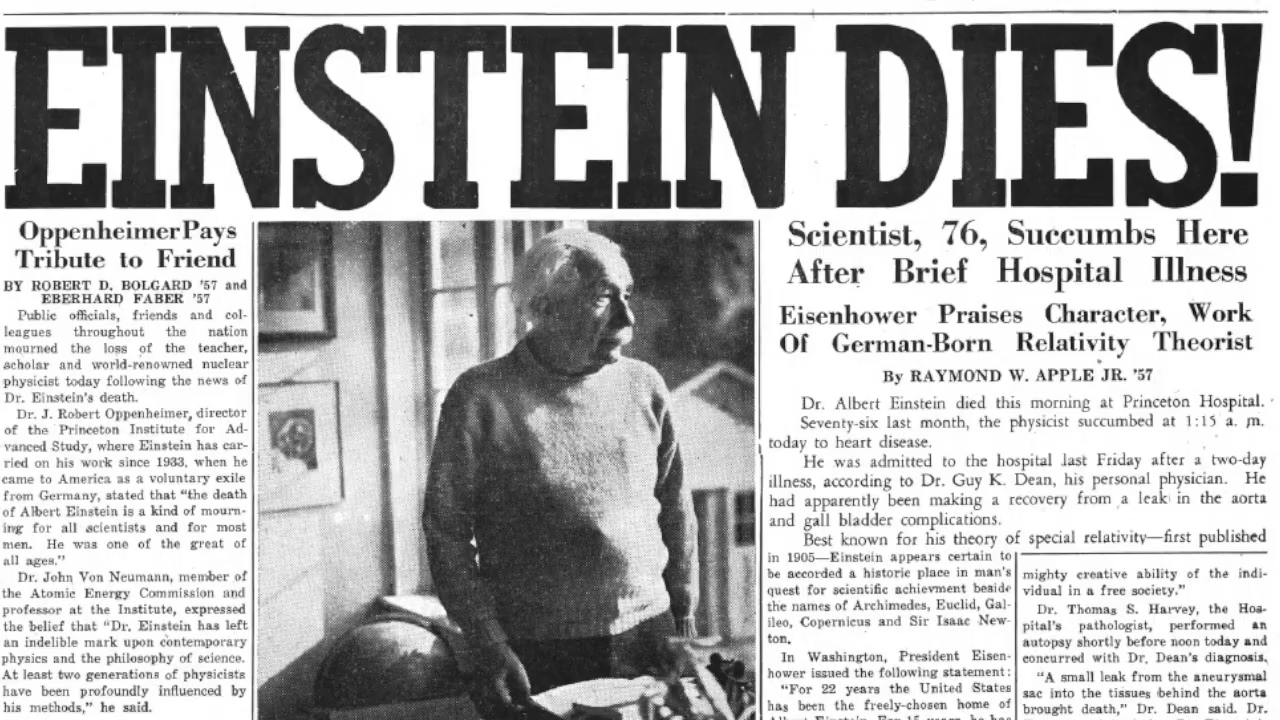 EINSTEIN DIES!
Oppenheimer Pays
Tribute to Friend
BY ROBERT D. BOLGARD '57 and
EBERHARD FABER '57
Public officials, friends and col-
leagues throughout the nation
mourned the loss of the teacher,
scholar and world-renowned nuclear
physicist today following the news of
Dr. Einstein's death.
Dr. J. Robert Oppenheimer, director
of the Princeton Institute for Ad-
vanced Study, where Einstein has car-
ried on his work since 1933, when he
came to America as a voluntary exile
from Germany, stated that "the death
of Albert Einstein is a kind of mourn-
ing for all scientists and for most
men. He was one of the great of
all ages."
Dr. John Von Neumann, member of
the Atomic Energy Commission and
professor at the Institute, expressed
the belief that "Dr. Einstein has left
an indelible mark upon contemporary
physics and the philosophy of science.
At least two generations of physicists
have been profoundly influenced by
his methods," he said.
Scientist, 76, Succumbs Here
After Brief Hospital Illness
Eisenhower Praises Character, Work
Of German-Born Relativity Theorist
By RAYMOND W. APPLE JR. '57
Dr. Albert Einstein died this morning at Princeton Hospital.
Seventy-six last month, the physicist succumbed at 1:15 a. m.
today to heart disease.
He was admitted to the hospital last Friday after a two-day
illness, according to Dr. Guy K. Dean, his personal physician. He
had apparently been making a recovery from a leak in the aorta
and gall bladder complications.
Best known for his theory of special relativity—first published
in 1905—Einstein appears certain to
be accorded a historic place in man's
quest for scientific achievment beside
the names of Archimedes, Euclid, Gal-
ileo, Copernicus and Sir Isaac New-
ton.
In Washington, President Eisen-
hower issued the following statement:
"For 22 years the United States
has been the freely-chosen home of
Albert Einstein. For 15 years, he has
mighty creative ability of the indi-
vidual in a free society."
Dr. Thomas S. Harvey, the Hos-
pital's pathologist, performed an
autopsy shortly before noon today and
concurred with Dr. Dean's diagnosis.
"A small leak from the aneurysmal
sac into the tissues behind the aorta
brought death," Dr. Dean said. Dr.